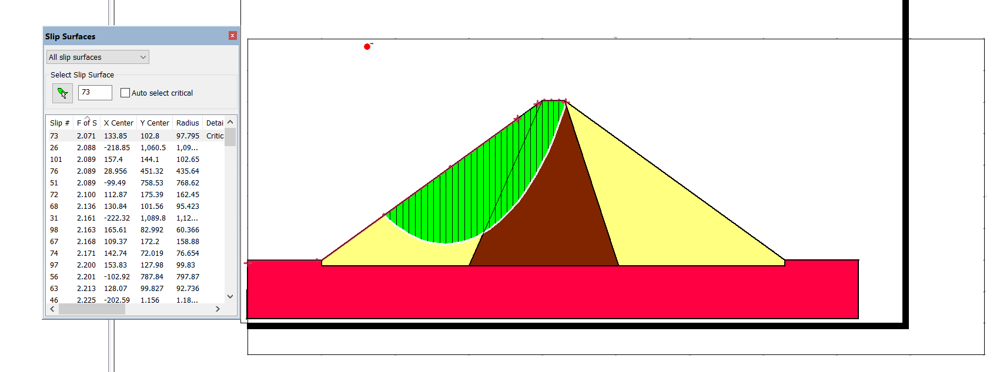 Slip Surfaces
x
All slip surfaces
Select Slip Surface
73
Auto select critical
Slip # F of S X Center Y Center Radius Detai
73 2.071 133.85 102.8 97.795 Critic
26 2.088 -218.85 1,060.5 1,09...
101 2.089 157.4 144.1 102.65
76 2.089 28.956 451.32 435.64
51 2.089 -99.49 758.53 768.62
72 2.100 112.87 175.39 162.45
68 2.136 130.84 101.56 95.423
31 2.161 -222.32 1,089.8 1,12...
98 2.163 165.61 82.992 60.366
67 2.168 109.37 172.2 158.88
74 2.171 142.74 72.019 76.654
97 2.200 153.83 127.98 99.83
56 2.201 -102.92 787.84 797.87
63 2.213 128.07 99.827 92.736
46 2.225 -202.59 1,156 1,18...